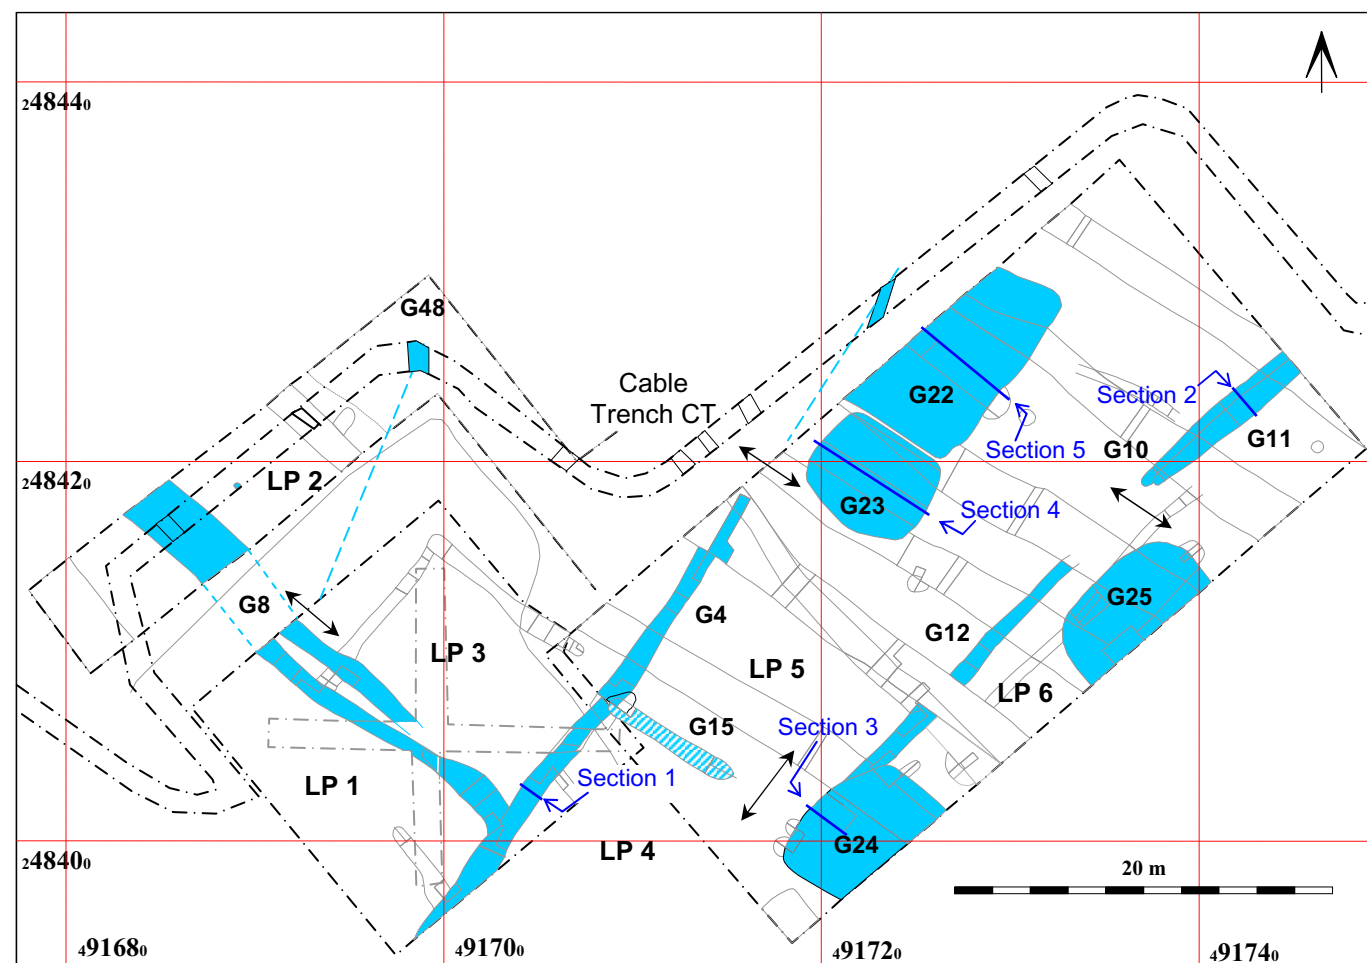 248440
G48
Cable
Trench CT
G22
Section 2
G11
G10
Section 5
248420
LP 2
G23
Section 4
G8
G4
G25
G12
LP 3
LP 5
LP 6
G15
Section 3
LP 1
Section 1
LP 4
G24
248400
20 m
491680
491700
491720
491740